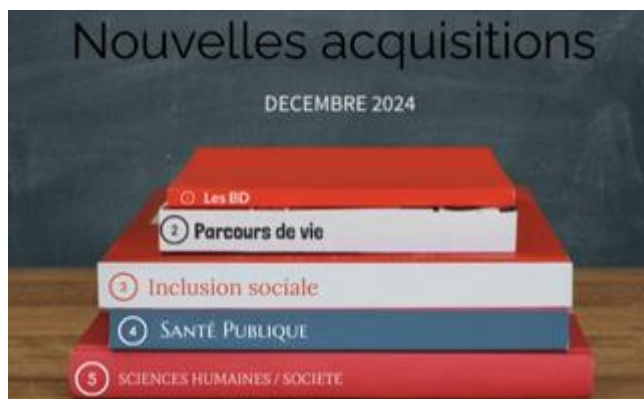 Nouvelles acquisitions
DECEMBRE 2024
Les BD
2 Parcours de vie
3 Inclusion sociale
4 SANTÉ PUBLIQUE
5 SCIENCES HUMAINES / SOCIETE